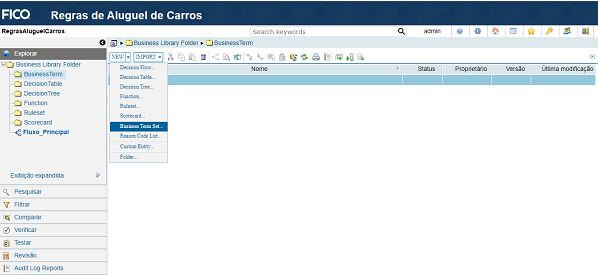 FICO Regras de Aluguel de Carros
RegrasAluguelCarros Search keywords admin
Explorar
Business Library Folder
BusinessTerm
DecisionTable
DecisionTree
Function
Ruleset
Scorecard
Fluxo_Principal
Exibição expandida
Pesquisar
Filtrar
Comparar
Verificar
Testar
Revisão
Audit Log Reports
Business Library Folder BusinessTerm
NEW IMPORT
Nome Status Proprietário Versão Última modificação
Decision Flow...
Decision Table...
Decision Tree...
Function...
Ruleset...
Scorecard...
Business Term Set...
Reason Code List...
Custom Entity...
Folder...